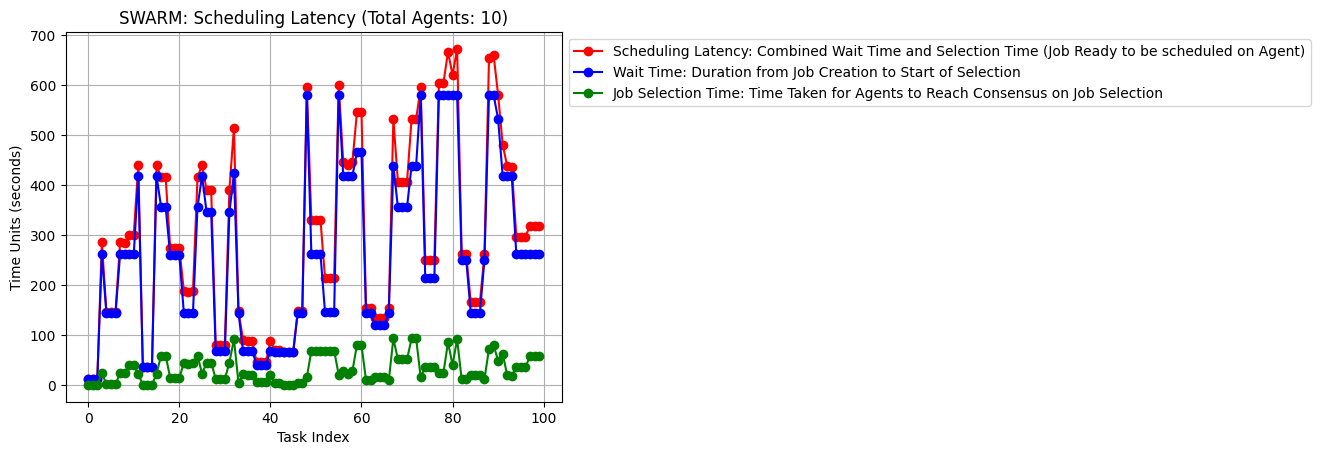 SWARM: Scheduling Latency (Total Agents: 10)
Scheduling Latency: Combined Wait Time and Selection Time (Job Ready to be scheduled on Agent)
Wait Time: Duration from Job Creation to Start of Selection
Job Selection Time: Time Taken for Agents to Reach Consensus on Job Selection
Time Units (seconds)
700
600
500
400
300
200
100
0
0 20 40 60 80 100
Task Index